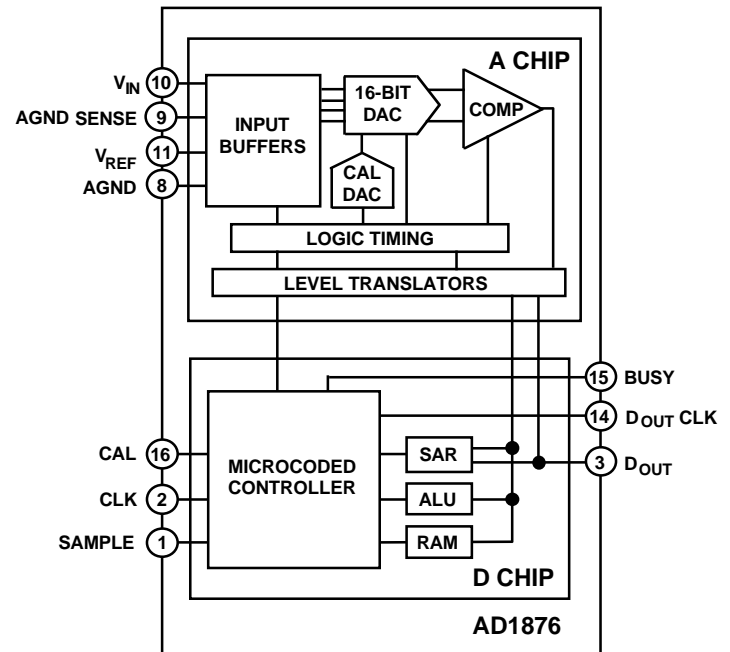 A CHIP
VIN 10
AGND SENSE 9
VREF 11
AGND 8
INPUT
BUFFERS
16-BIT
DAC
COMP
CAL
DAC
LOGIC TIMING
LEVEL TRANSLATORS
15 BUSY
14 DOUT CLK
3 DOUT
CAL 16
CLK 2
SAMPLE 1
MICROCODED
CONTROLLER
SAR
ALU
RAM
D CHIP
AD1876